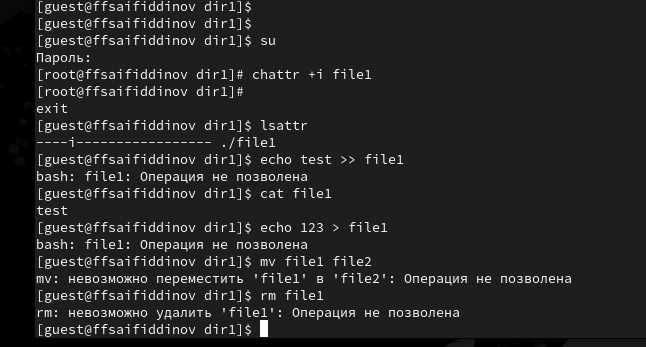 [guest@ffsaifiddinov dir1]$
[guest@ffsaifiddinov dir1]$
[guest@ffsaifiddinov dir1]$ su
Пароль:
[root@ffsaifiddinov dir1]# chattr +i file1
[root@ffsaifiddinov dir1]#
exit
[guest@ffsaifiddinov dir1]$ lsattr
----i----------------- ./file1
[guest@ffsaifiddinov dir1]$ echo test >> file1
bash: file1: Операция не позволена
[guest@ffsaifiddinov dir1]$ cat file1
test
[guest@ffsaifiddinov dir1]$ echo 123 > file1
bash: file1: Операция не позволена
[guest@ffsaifiddinov dir1]$ mv file1 file2
mv: невозможно переместить 'file1' в 'file2': Операция не позволена
[guest@ffsaifiddinov dir1]$ rm file1
rm: невозможно удалить 'file1': Операция не позволена
[guest@ffsaifiddinov dir1]$